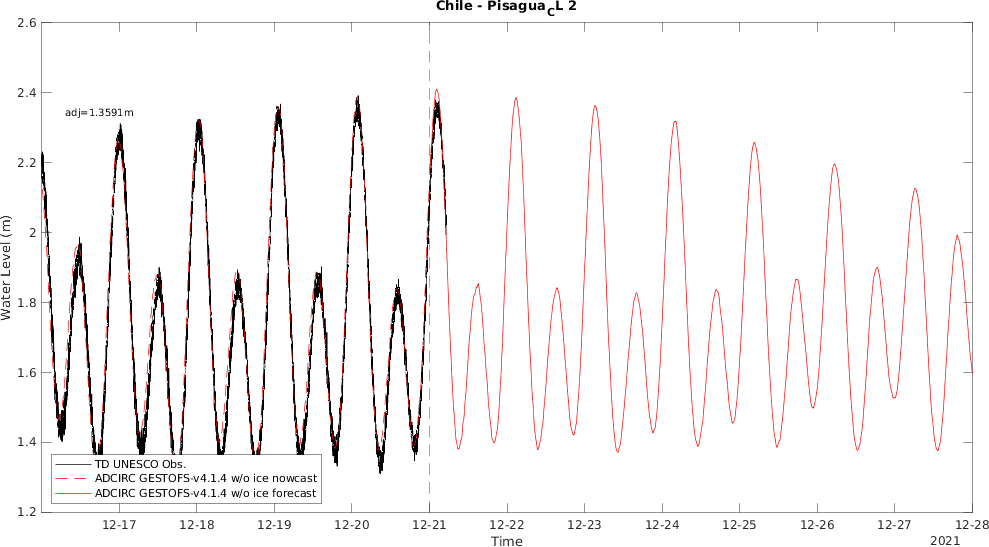 Chile - Pisagua_CL 2
2.6
2.4
2.2
2
1.8
1.6
1.4
1.2
Water Level (m)
adj=1.3591m
TD UNESCO Obs.
ADCIRC GESTOFS-v4.1.4 w/o ice nowcast
ADCIRC GESTOFS-v4.1.4 w/o ice forecast
12-17 12-18 12-19 12-20 12-21 12-22 12-23 12-24 12-25 12-26 12-27 12-28
Time
2021